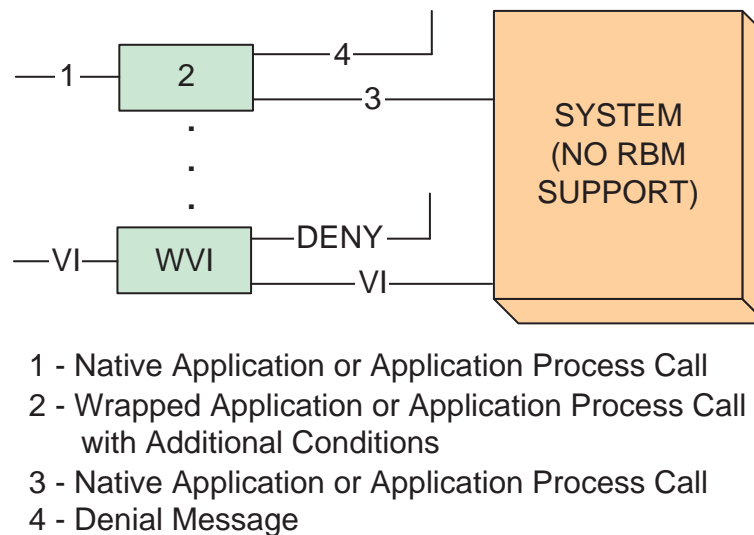 4
1
2
3
SYSTEM
(NO RBM
SUPPORT)
.
.
.
DENY
VI
WVI
VI
1 - Native Application or Application Process Call
2 - Wrapped Application or Application Process Call
with Additional Conditions
3 - Native Application or Application Process Call
4 - Denial Message